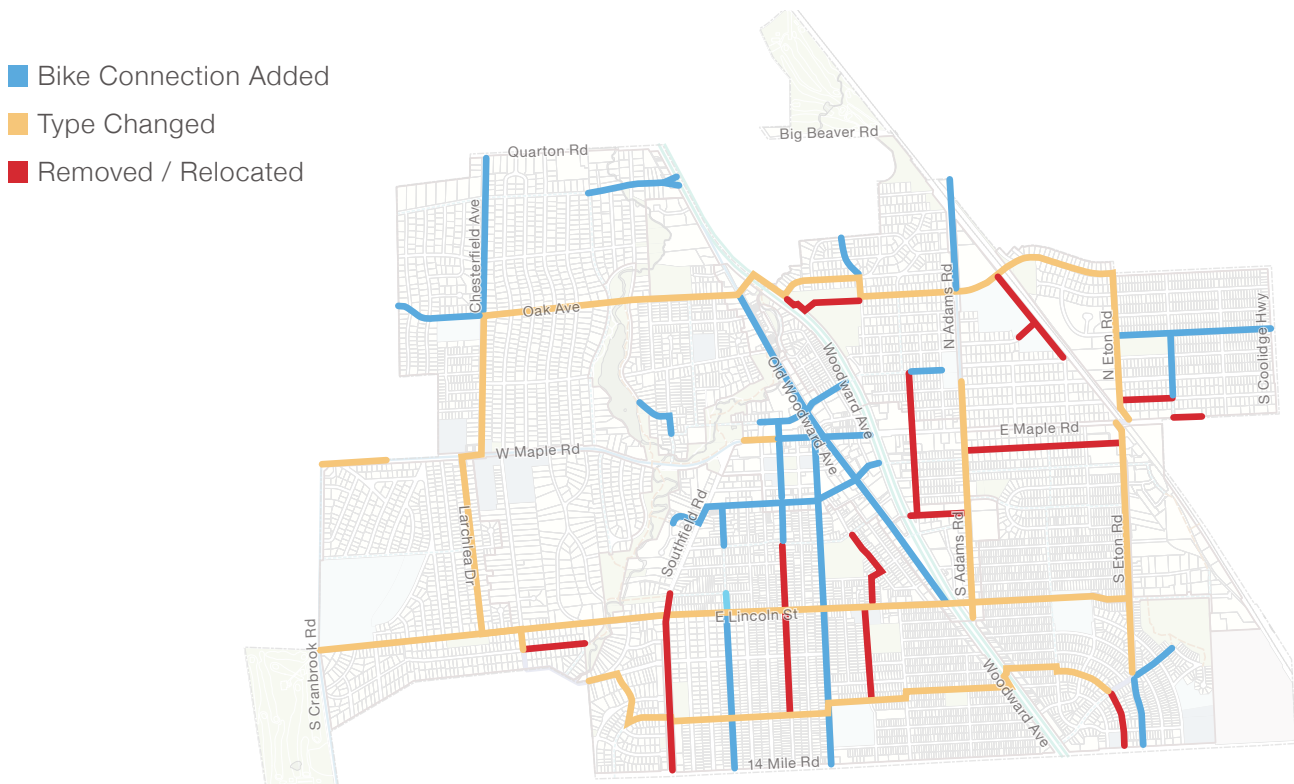 Bike Connection Added
Type Changed
Removed / Relocated
Big Beaver Rd
Quarton Rd
Chesterfield Ave
Oak Ave
N Adams Rd
N Eton Rd
S Coolidge Hwy
Old Woodward Ave
Woodward Ave
E Maple Rd
W Maple Rd
Larchlea Dr
Southfield Rd
S Adams Rd
S Eton Rd
E Lincoln St
S Cranbrook Rd
Woodward Ave
14 Mile Rd